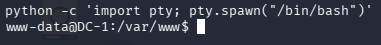 python -c 'import pty; pty.spawn("/bin/bash")'
www-data@DC-1:/var/www$